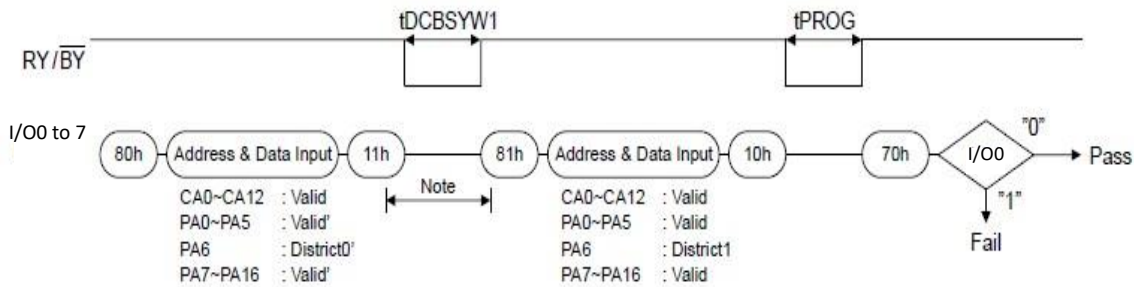 tDCBSYW1
tPROG
RY/BY
I/O0 to 7
80h
Address & Data Input
11h
81h
Address & Data Input
10h
70h
I/O0
"0"
Pass
"1"
Fail
Note
CA0~CA12 : Valid
PA0~PA5 : Valid'
PA6 : District0'
PA7~PA16 : Valid'
CA0~CA12 : Valid
PA0~PA5 : Valid
PA6 : District1
PA7~PA16 : Valid